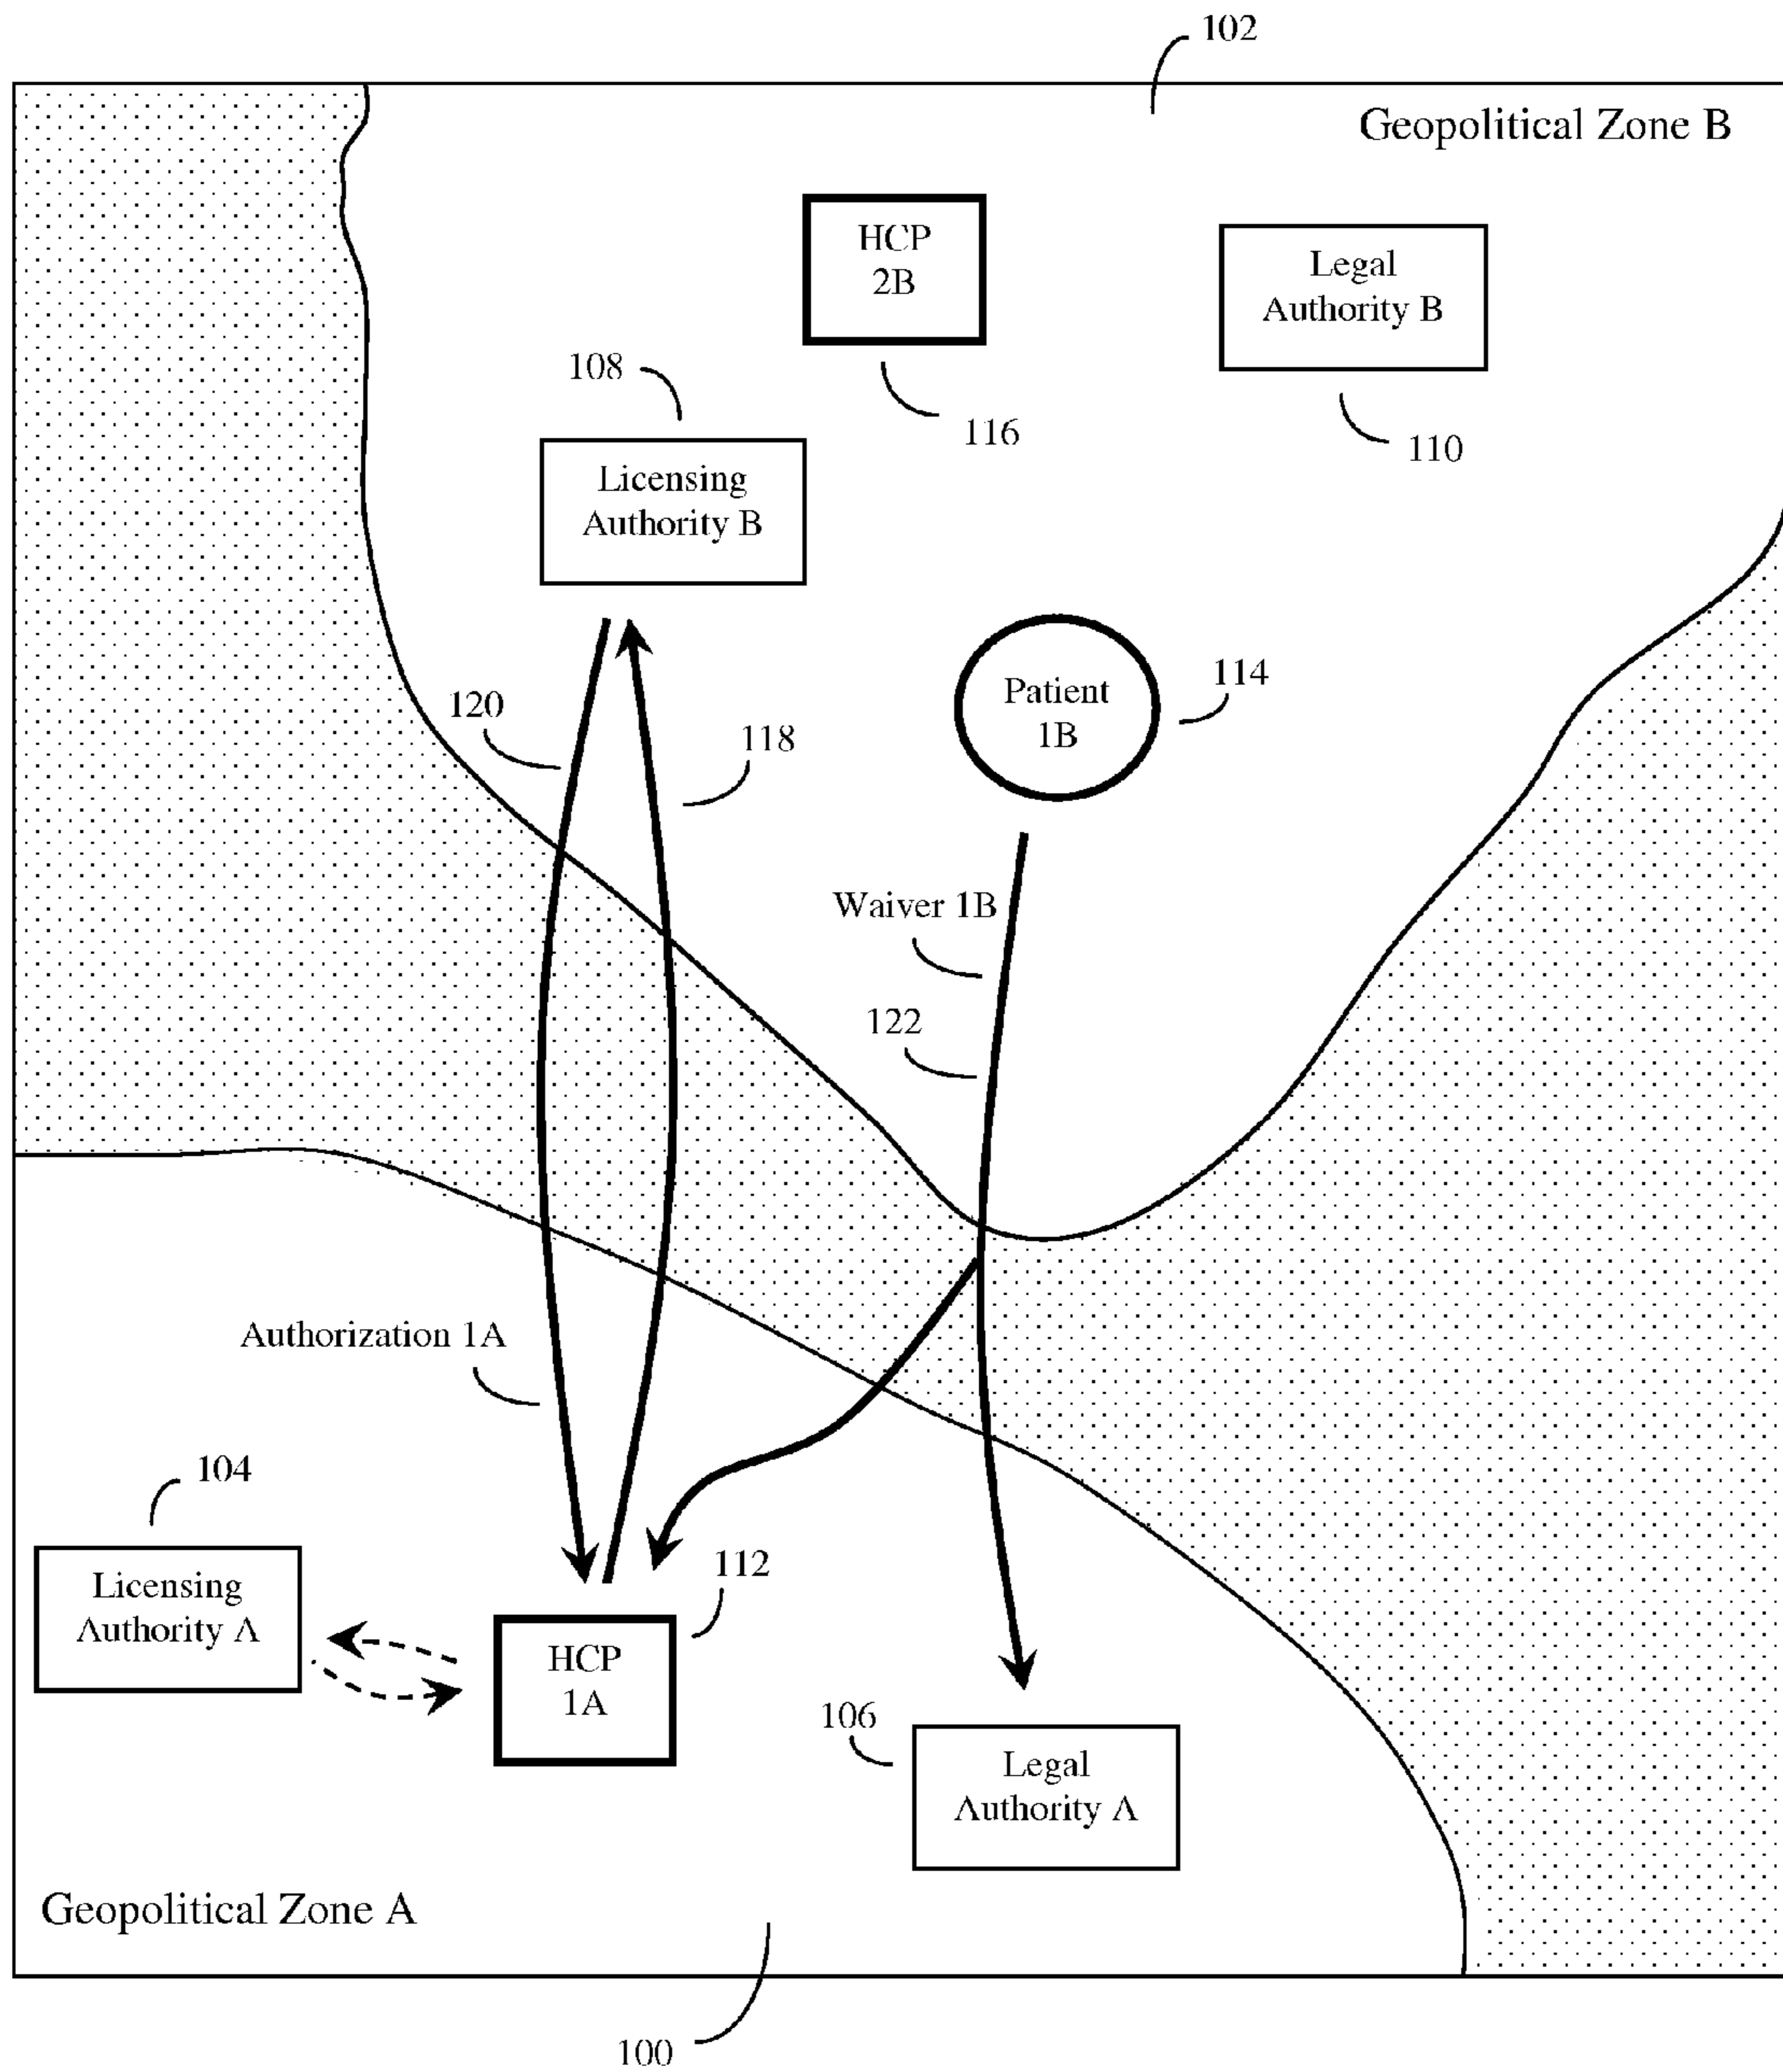 102
Geopolitical Zone B
HCP
2B
Legal
Authority B
108
116
110
Licensing
Authority B
114
Patient
1B
120
118
Waiver 1B
122
Authorization 1A
104
112
Licensing
Authority A
HCP
1A
106
Legal
Authority A
Geopolitical Zone A
100